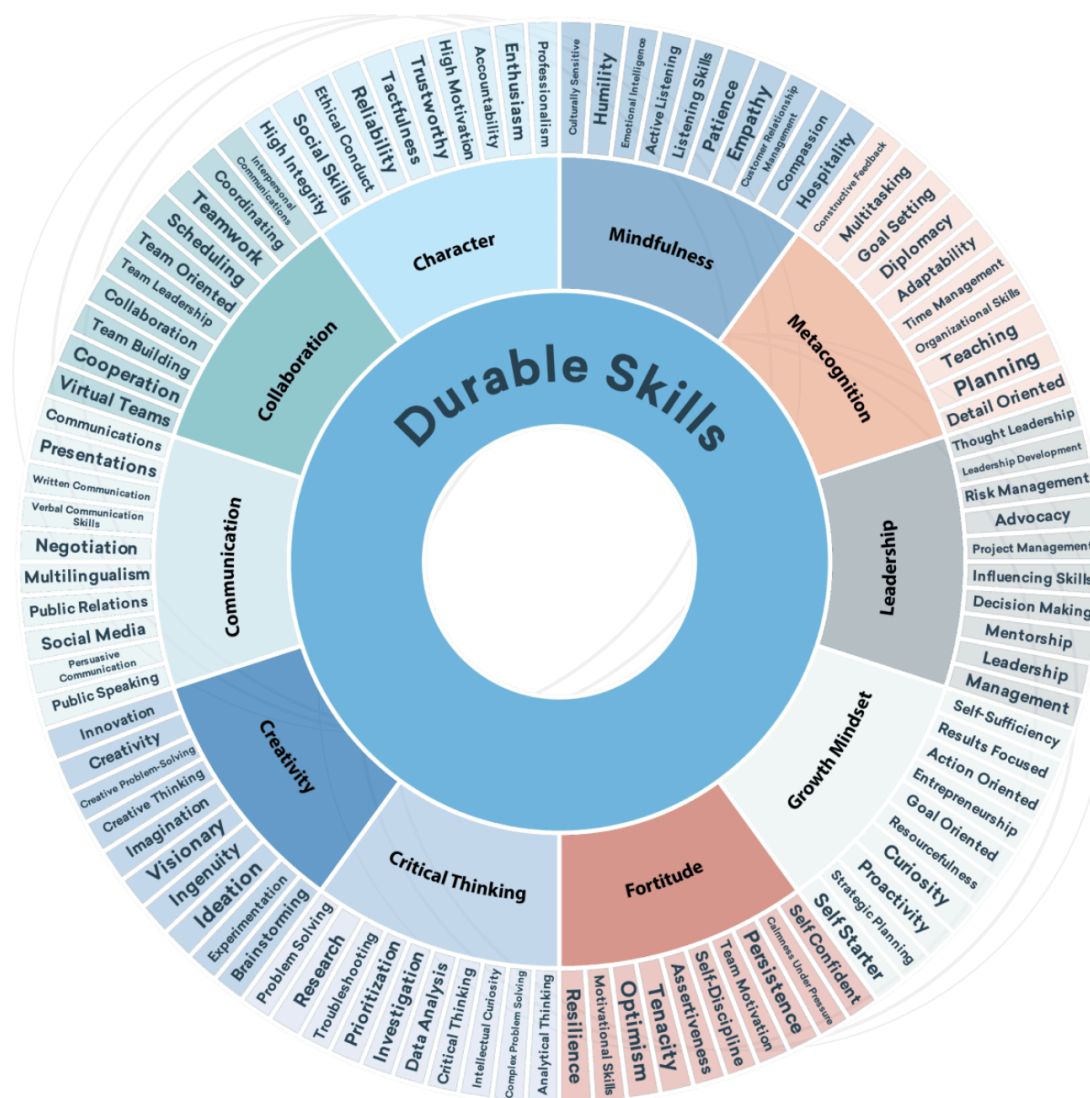 Durable Skills
Character
High Integrity
Social Skills
Ethical Conduct
Reliability
Tactfulness
Trustworthy
High Motivation
Accountability
Enthusiasm
Professionalism
Mindfulness
Culturally Sensitive
Humility
Emotional Intelligence
Active Listening
Listening Skills
Patience
Empathy
Customer Relationship
Management
Compassion
Hospitality
Metacognition
Constructive Feedback
Multitasking
Goal Setting
Diplomacy
Adaptability
Time Management
Organizational Skills
Teaching
Planning
Detail Oriented
Leadership
Thought Leadership
Leadership Development
Risk Management
Advocacy
Project Management
Influencing Skills
Decision Making
Mentorship
Leadership
Management
Growth Mindset
Self-Sufficiency
Results Focused
Action Oriented
Entrepreneurship
Goal Oriented
Resourcefulness
Curiosity
Proactivity
Strategic Planning
Self Starter
Fortitude
Self Confident
Calmness Under Pressure
Persistence
Team Motivation
Self-Discipline
Assertiveness
Tenacity
Optimism
Motivational Skills
Resilience
Critical Thinking
Analytical Thinking
Complex Problem Solving
Intellectual Curiosity
Critical Thinking
Data Analysis
Investigation
Prioritization
Troubleshooting
Research
Problem Solving
Creativity
Brainstorming
Experimentation
Ideation
Ingenuity
Visionary
Imagination
Creative Thinking
Creative Problem-Solving
Creativity
Innovation
Communication
Public Speaking
Persuasive
Communication
Social Media
Public Relations
Multilingualism
Negotiation
Verbal Communication
Skills
Written Communication
Presentations
Communications
Collaboration
Virtual Teams
Cooperation
Team Building
Collaboration
Team Leadership
Team Oriented
Scheduling
Teamwork
Coordinating
Interpersonal
Communications